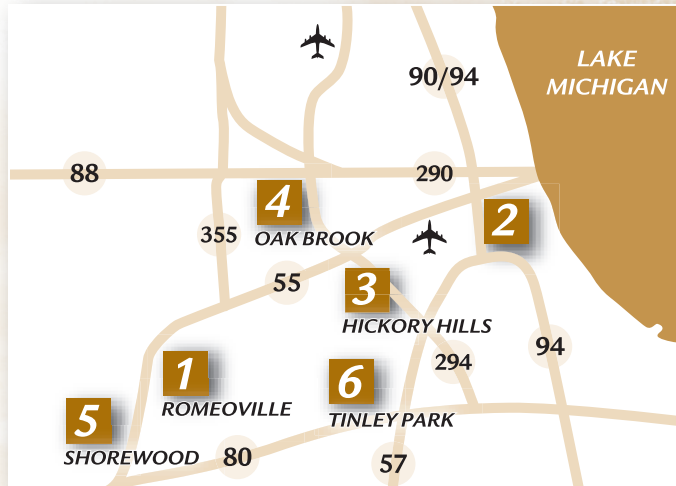 LAKE
MICHIGAN
90/94
88
290
4
OAK BROOK
2
355
55
3
HICKORY HILLS
94
294
1
ROMEOVILLE
6
TINLEY PARK
5
SHOREWOOD
80
57